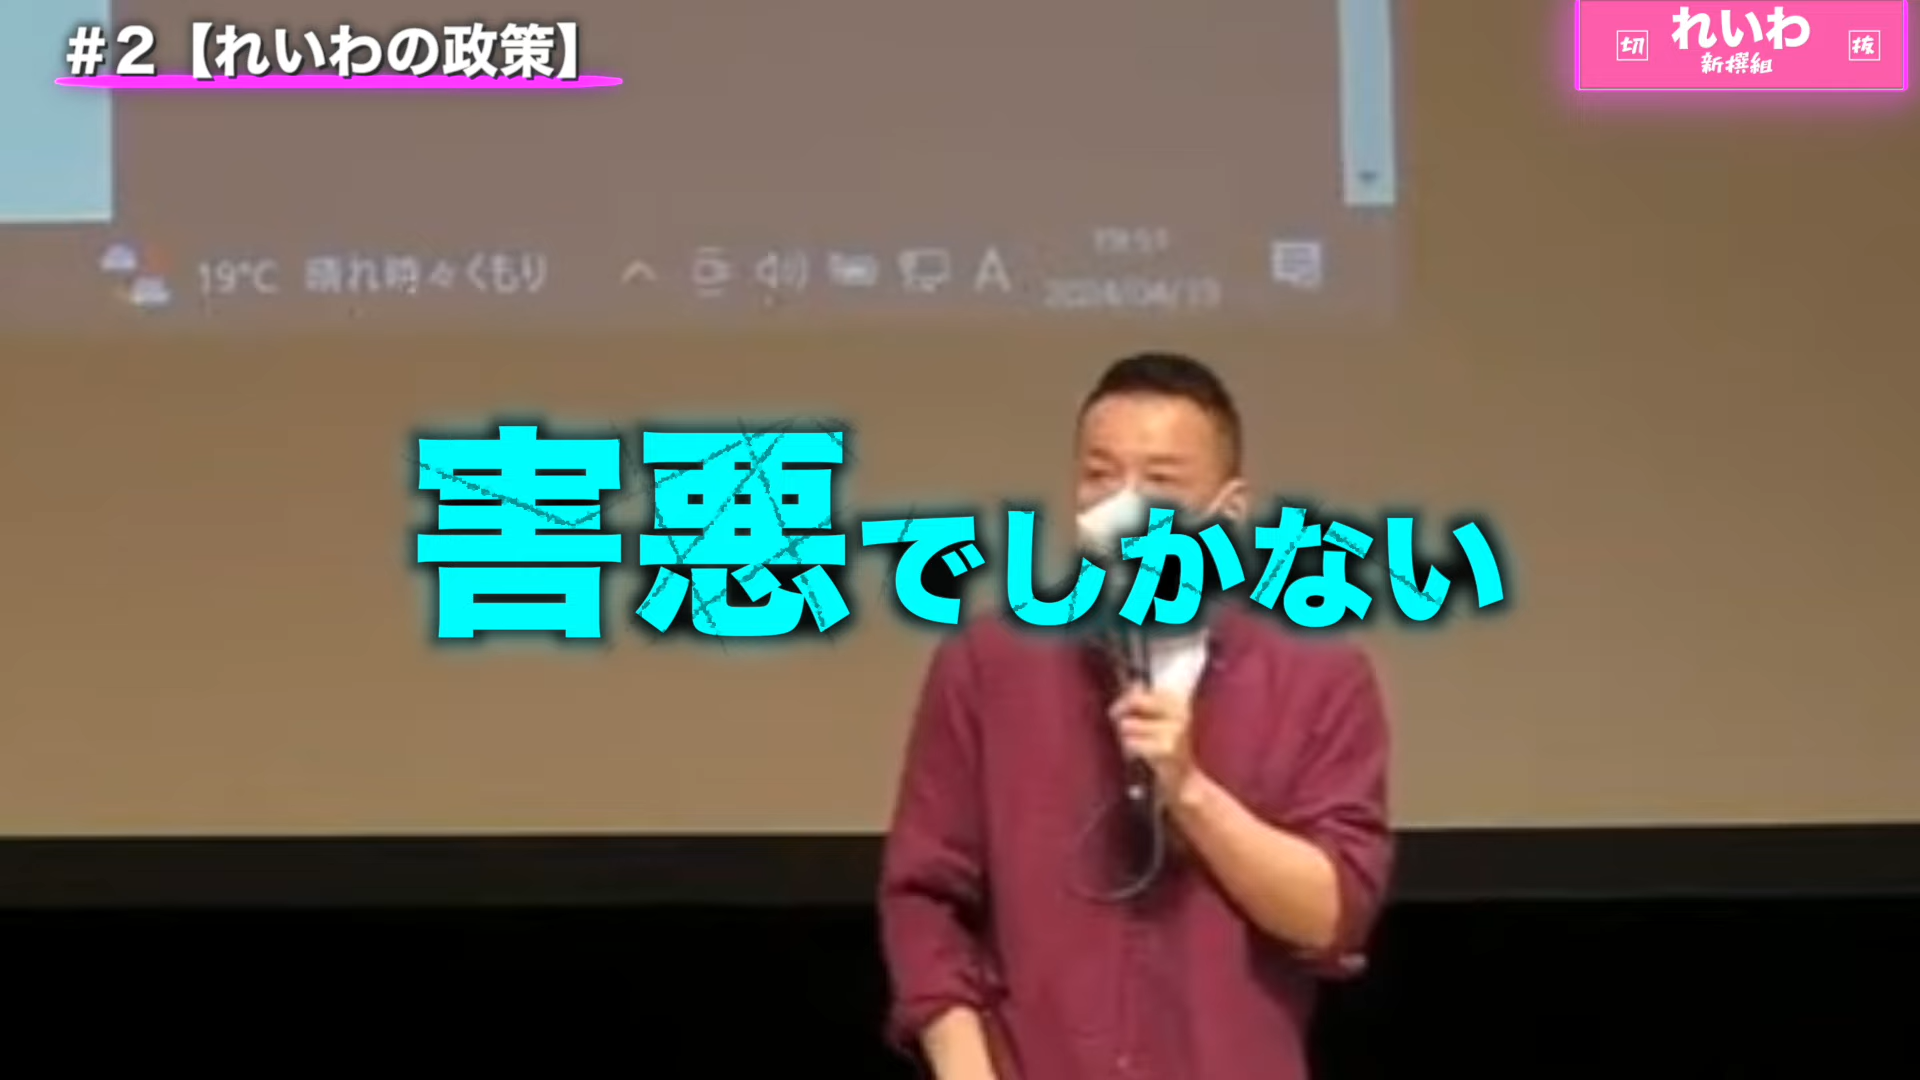 #2【れいわの政策】
切
れいわ
新撰組
抜
19°C 晴れ時々くもり
A
害悪でしかない